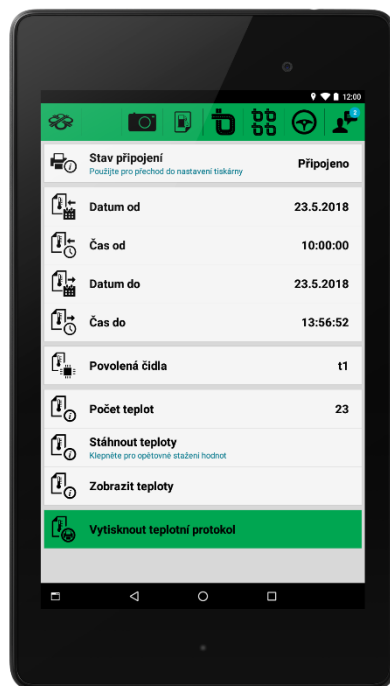 12:00
2
Stav připojení
Použijte pro přechod do nastavení tiskárny
Připojeno
Datum od
23.5.2018
Čas od
10:00:00
Datum do
23.5.2018
Čas do
13:56:52
Povolená čidla
t1
Počet teplot
23
Stáhnout teploty
Klepněte pro opětovné stažení hodnot
Zobrazit teploty
Vytisknout teplotní protokol